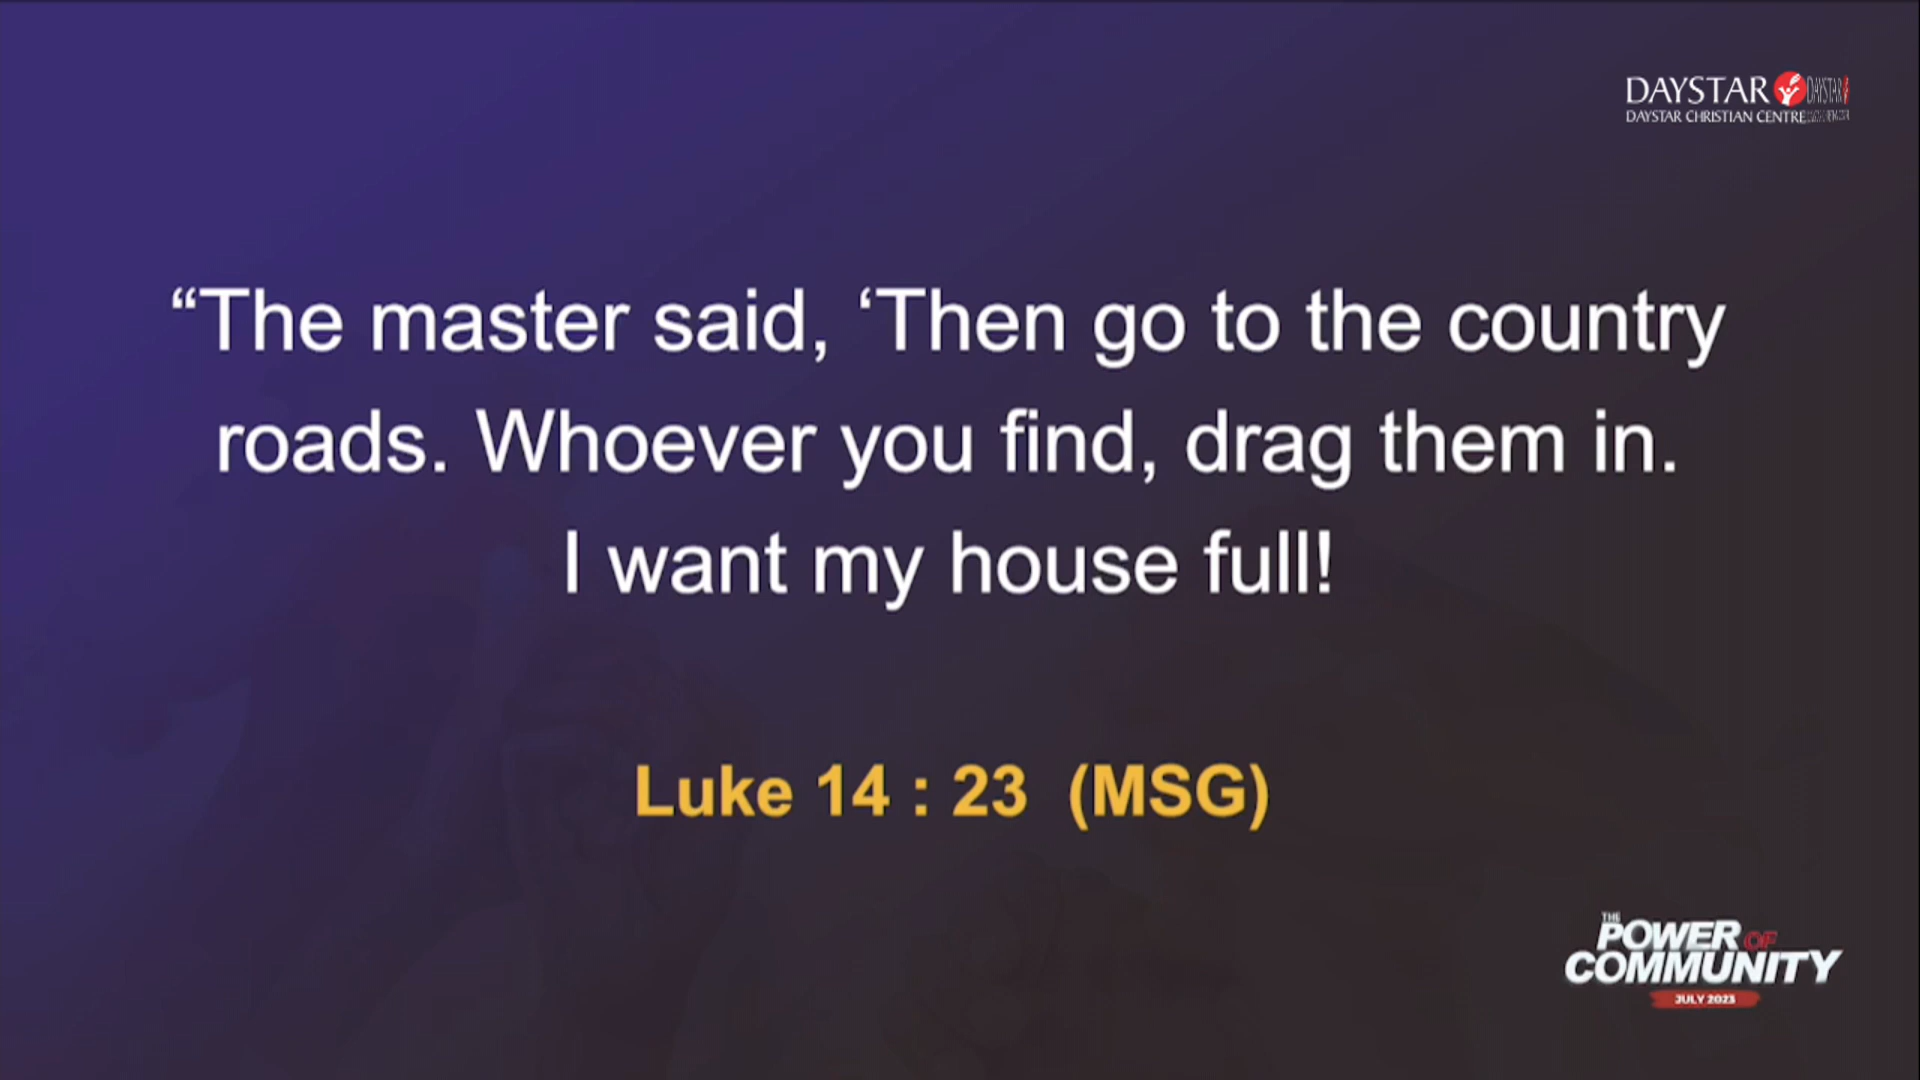 DAYSTAR
DAYSTAR CHRISTIAN CENTRE
“The master said, ‘Then go to the country
roads. Whoever you find, drag them in.
I want my house full!
Luke 14 : 23 (MSG)
THE
POWER OF
COMMUNITY
JULY 2023